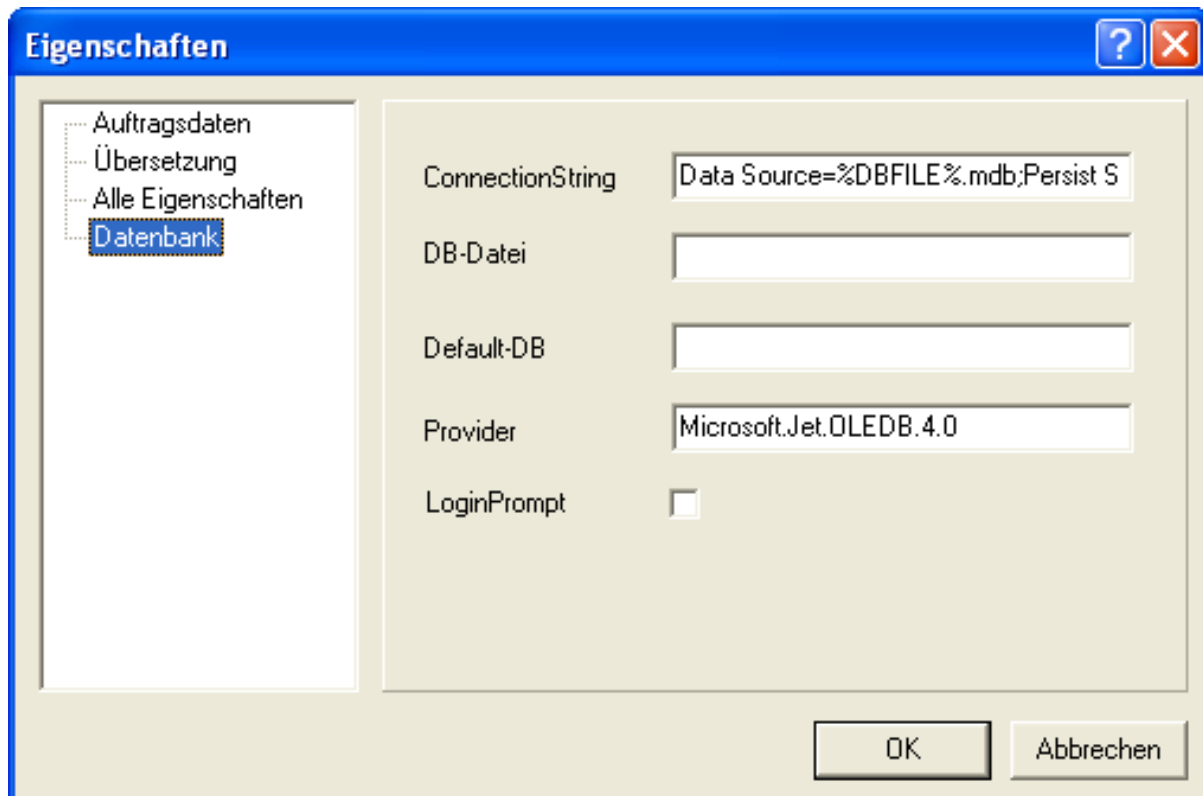 Eigenschaften
Auftragsdaten
Übersetzung
Alle Eigenschaften
Datenbank
ConnectionString
Data Source=%DBFILE%.mdb;Persist S
DB-Datei
Default-DB
Provider
Microsoft.Jet.OLEDB.4.0
LoginPrompt
OK
Abbrechen